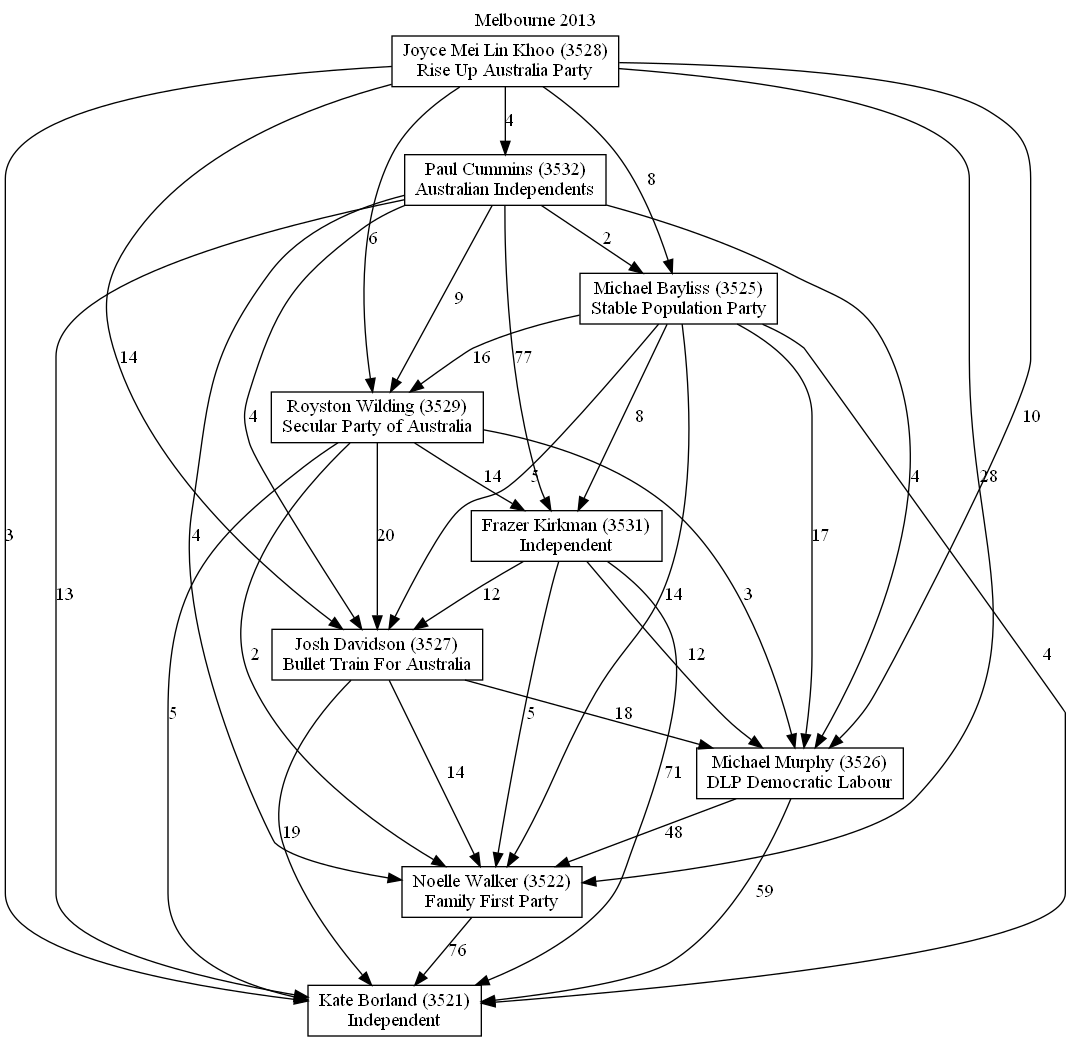 Melbourne 2013
Joyce Mei Lin Khoo (3528)
Rise Up Australia Party
4
Paul Cummins (3532)
Australian Independents
8
6
2
Michael Bayliss (3525)
Stable Population Party
9
14
77
16
Royston Wilding (3529)
Secular Party of Australia
4
8
10
14
5
4
28
Frazer Kirkman (3531)
Independent
3
4
20
17
13
12
14
3
Josh Davidson (3527)
Bullet Train For Australia
2
12
4
5
5
18
Michael Murphy (3526)
DLP Democratic Labour
14
71
19
48
Noelle Walker (3522)
Family First Party
59
76
Kate Borland (3521)
Independent